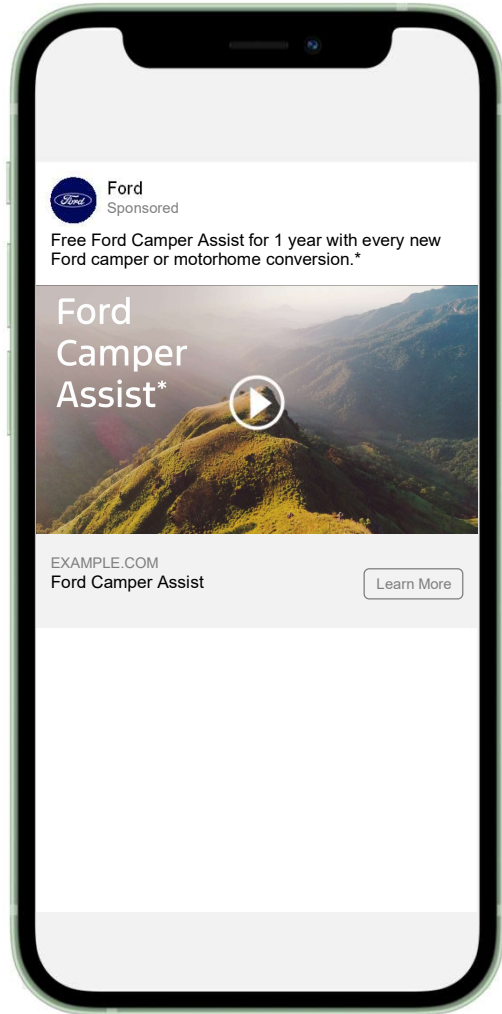 Ford
Ford
Sponsored
Free Ford Camper Assist for 1 year with every new
Ford camper or motorhome conversion.*
Ford
Camper
Assist*
EXAMPLE.COM
Ford Camper Assist
Learn More